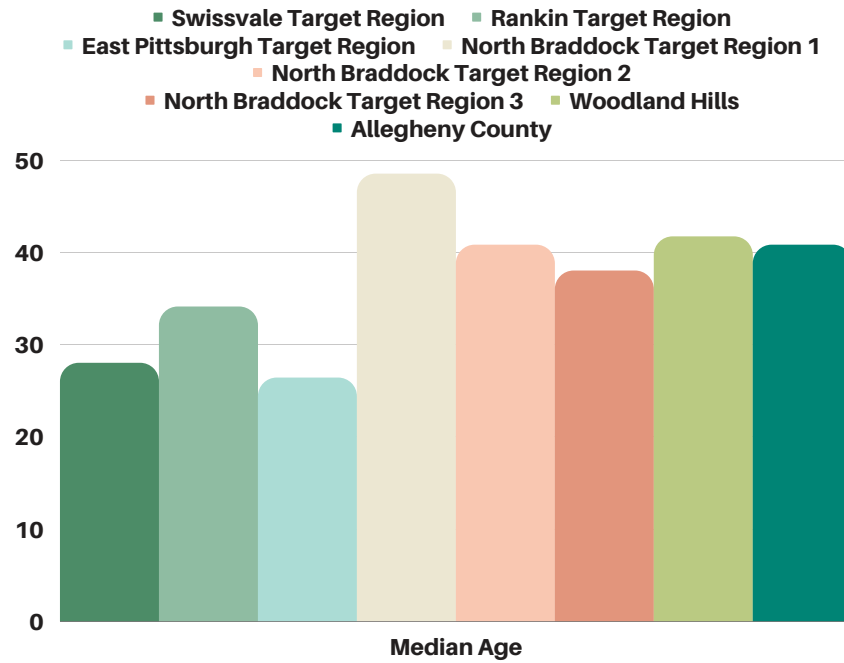 Swissvale Target Region Rankin Target Region
East Pittsburgh Target Region North Braddock Target Region 1
North Braddock Target Region 2
North Braddock Target Region 3 Woodland Hills
Allegheny County
50
40
30
20
10
0
Median Age